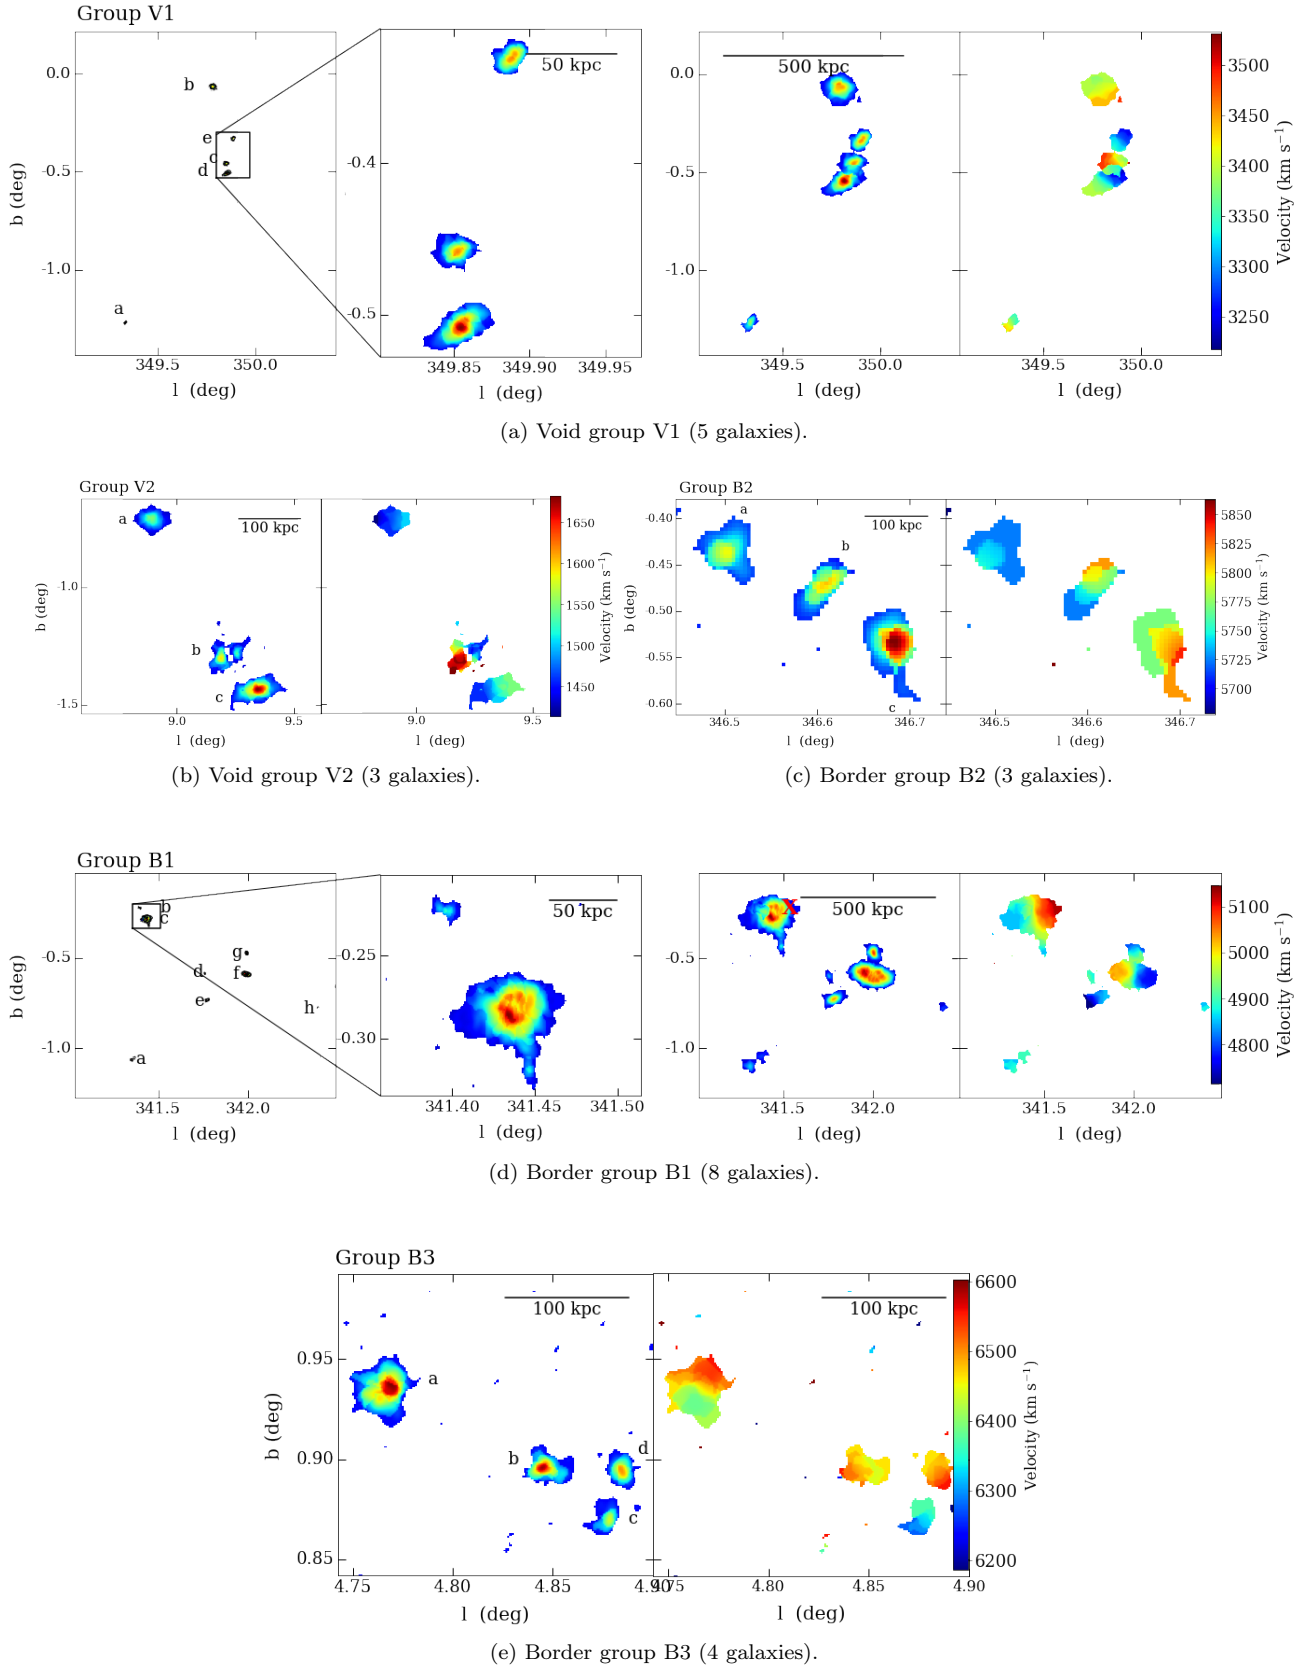 Group V1
0.0
-0.5
-1.0
b (deg)
b
e
c
d
a
349.5
350.0
l (deg)
50 kpc
-0.4
-0.5
349.85
349.90
349.95
l (deg)
500 kpc
0.0
-0.5
-1.0
349.5
350.0
l (deg)
349.5
350.0
l (deg)
3500
3450
3400
3350
3300
3250
Velocity (km s⁻¹)
(a) Void group V1 (5 galaxies).
Group V2
a
b
c
100 kpc
-1.0
-1.5
b (deg)
9.0
9.5
l (deg)
9.0
9.5
l (deg)
1650
1600
1550
1500
1450
Velocity (km s⁻¹)
(b) Void group V2 (3 galaxies).
Group B2
a
b
c
100 kpc
-0.40
-0.45
-0.50
-0.55
-0.60
b (deg)
346.5
346.6
346.7
l (deg)
346.5
346.6
346.7
l (deg)
5850
5825
5800
5775
5750
5725
5700
Velocity (km s⁻¹)
(c) Border group B2 (3 galaxies).
Group B1
b
c
g
d
f
e
h
a
-0.5
-1.0
b (deg)
341.5
342.0
l (deg)
50 kpc
-0.25
-0.30
341.40
341.45
341.50
l (deg)
X
500 kpc
-0.5
-1.0
341.5
342.0
l (deg)
341.5
342.0
l (deg)
5100
5000
4900
4800
Velocity (km s⁻¹)
(d) Border group B1 (8 galaxies).
Group B3
100 kpc
a
b
d
c
0.95
0.90
0.85
b (deg)
4.75
4.80
4.85
4.90
l (deg)
100 kpc
4.75
4.80
4.85
4.90
l (deg)
6600
6500
6400
6300
6200
Velocity (km s⁻¹)
(e) Border group B3 (4 galaxies).